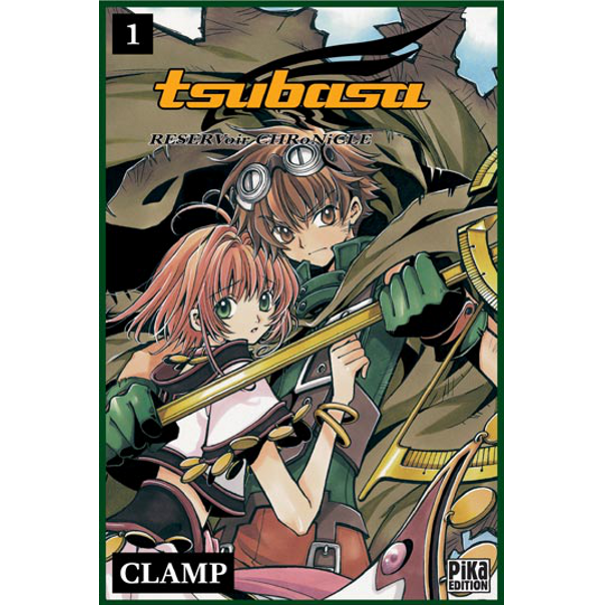 1
tsubasa
RESERVoir CHRoNiCLE
CLAMP
PiKa
EDITION